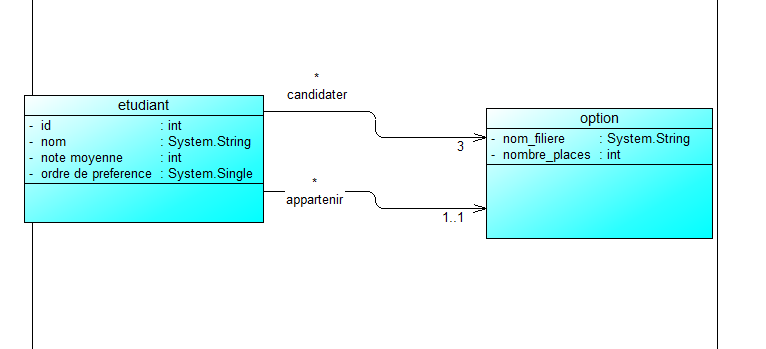 etudiant
- id : int
- nom : System.String
- note moyenne : int
- ordre de preference : System.Single
*
candidater
3
*
appartenir
1..1
option
- nom_filiere : System.String
- nombre_places : int